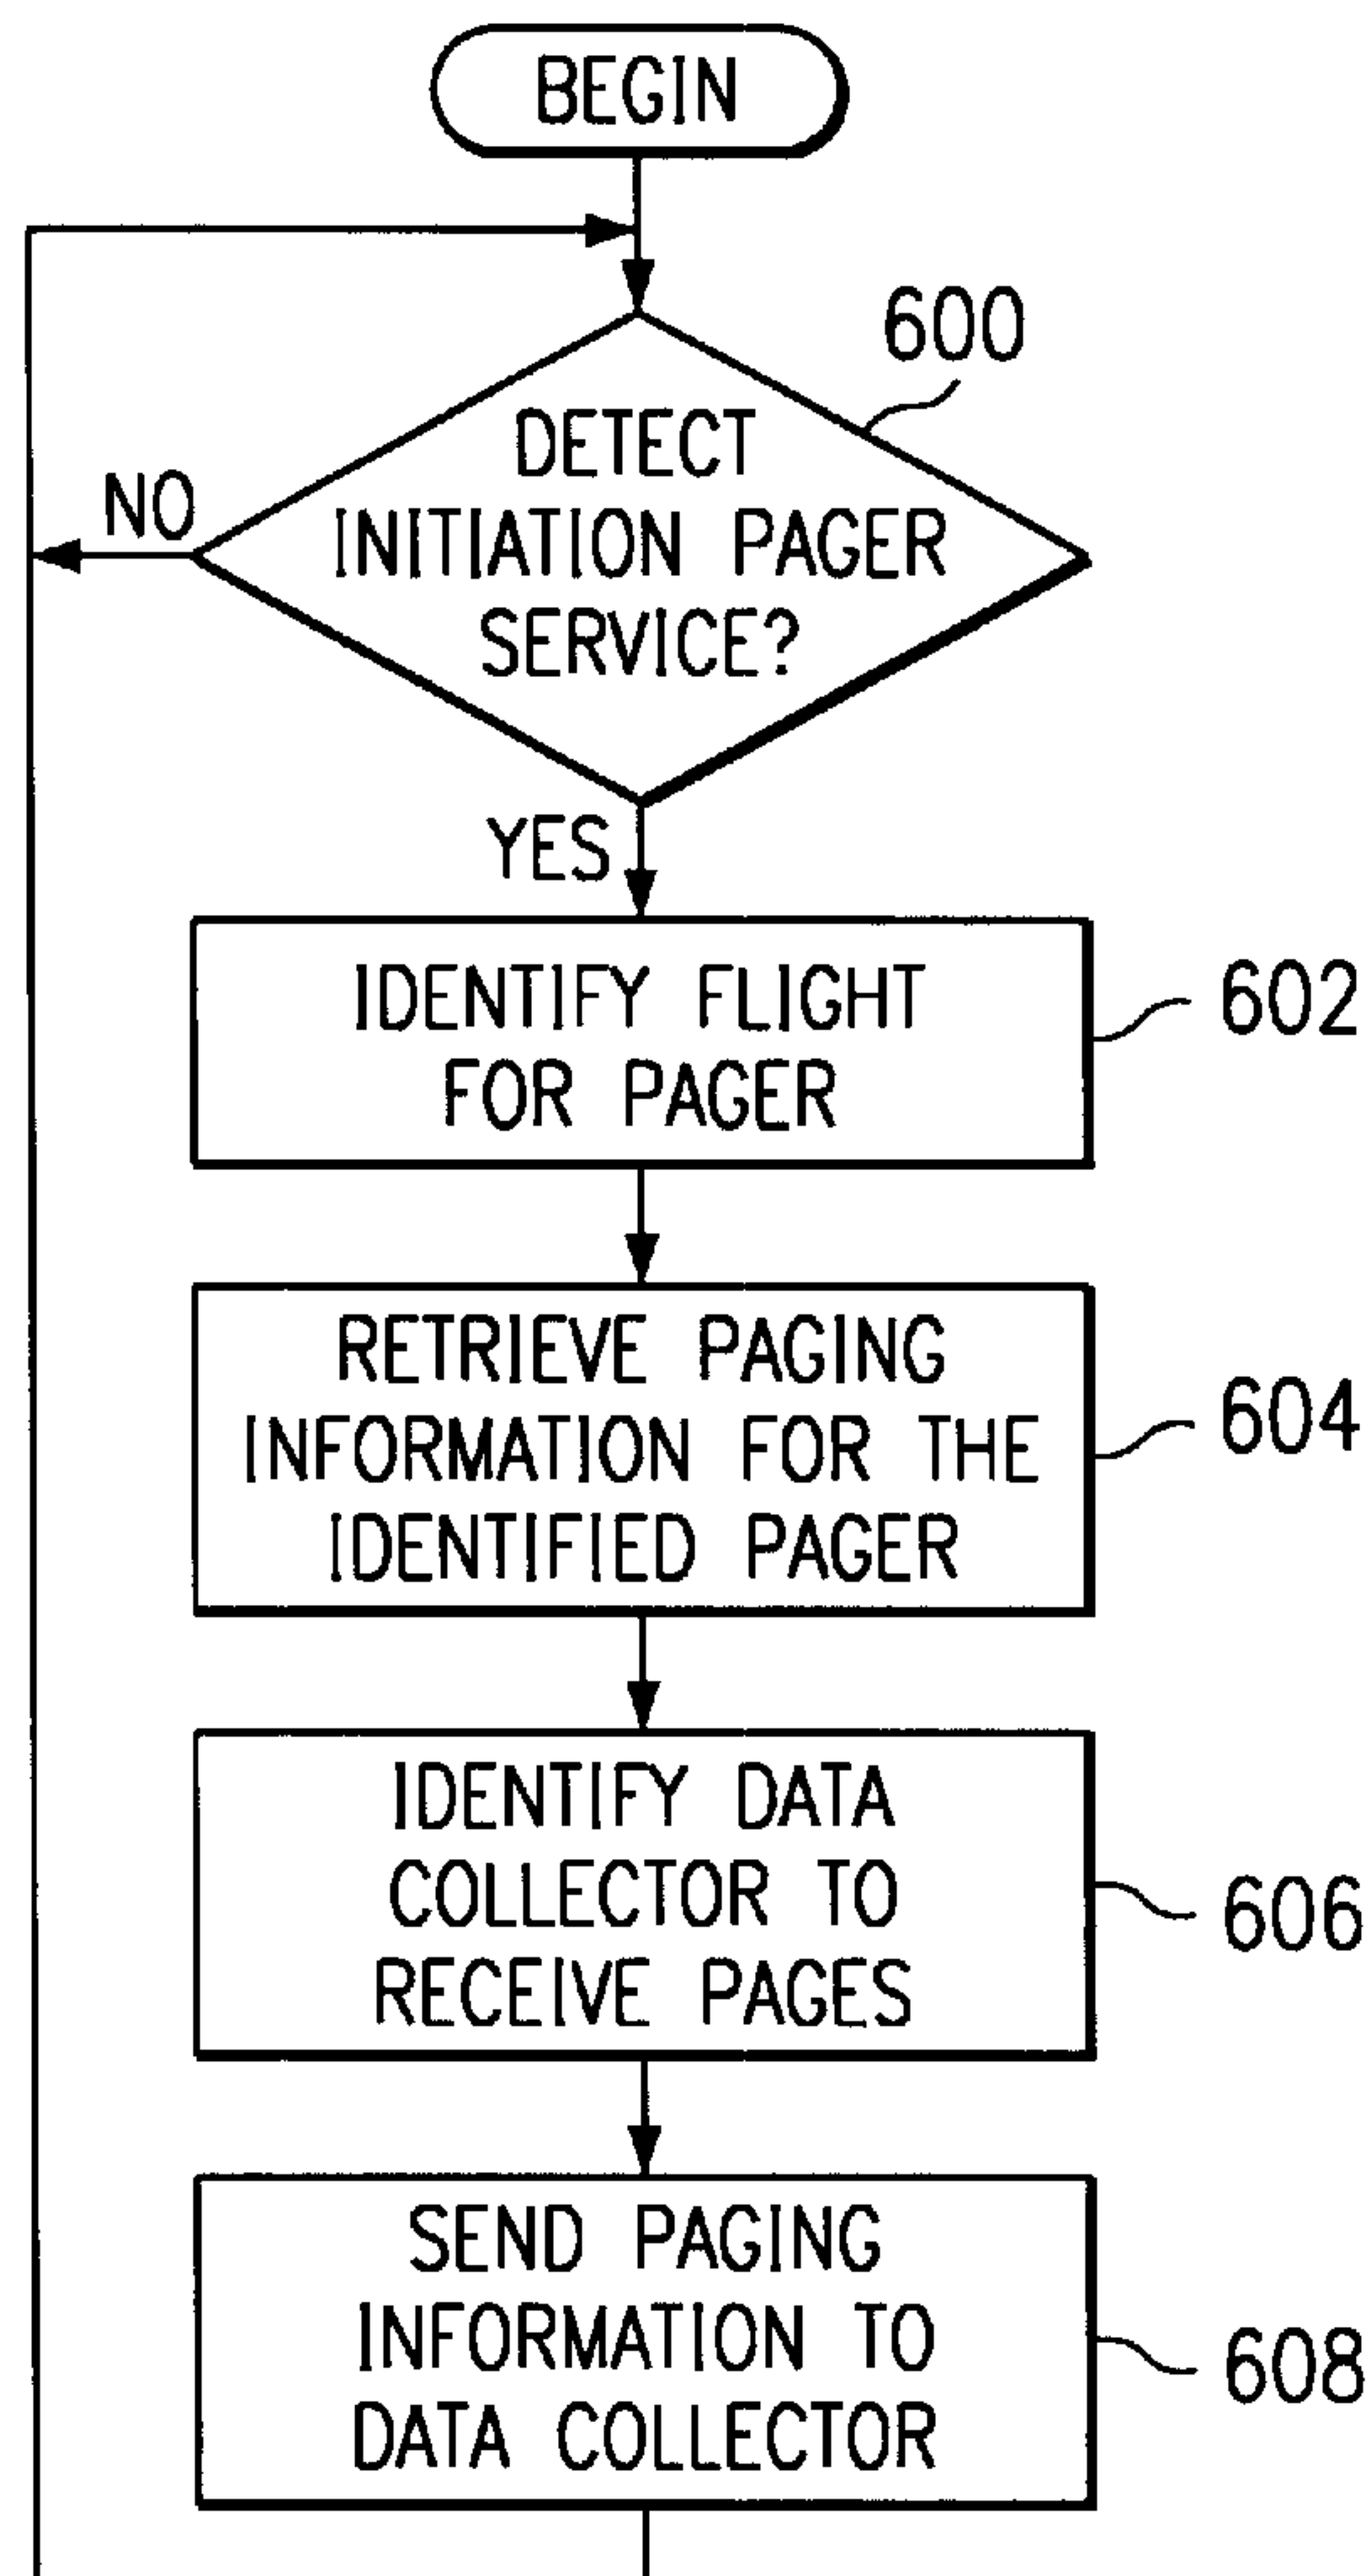 BEGIN
600
DETECT
INITIATION PAGER
SERVICE?
NO
YES
IDENTIFY FLIGHT
FOR PAGER
602
RETRIEVE PAGING
INFORMATION FOR THE
IDENTIFIED PAGER
604
IDENTIFY DATA
COLLECTOR TO
RECEIVE PAGES
606
SEND PAGING
INFORMATION TO
DATA COLLECTOR
608